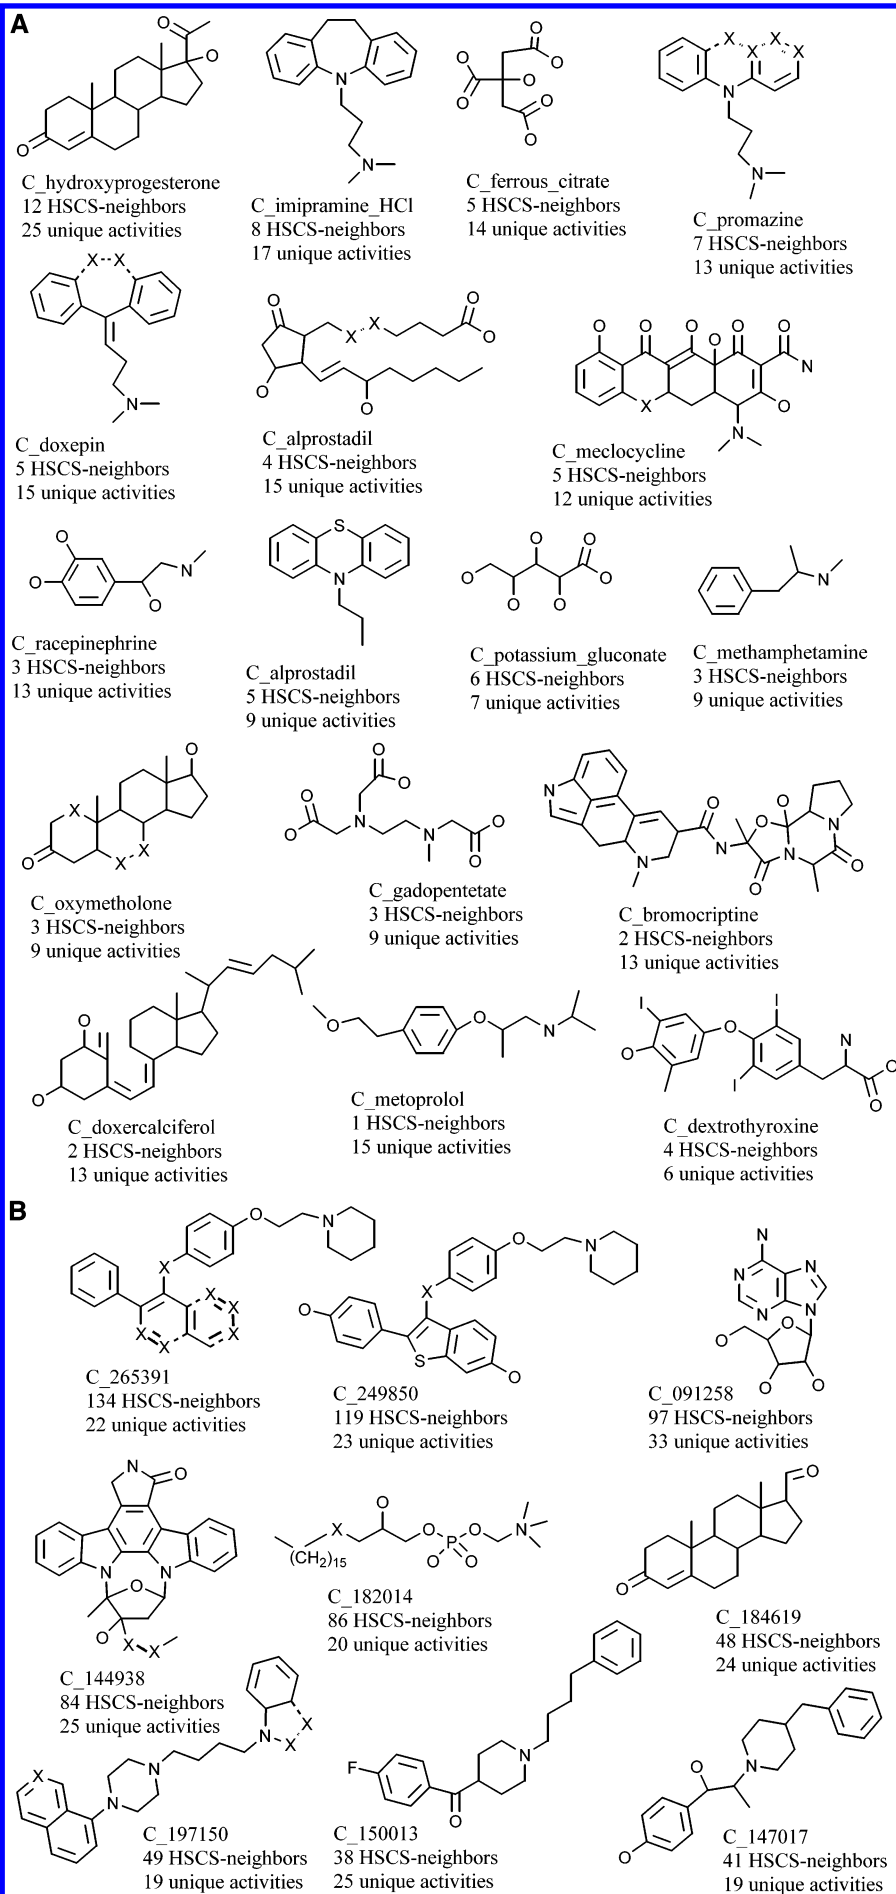 A
C_hydroxyprogesterone
12 HSCS-neighbors
25 unique activities
C_imipramine_HCl
8 HSCS-neighbors
17 unique activities
C_ferrous_citrate
5 HSCS-neighbors
14 unique activities
C_promazine
7 HSCS-neighbors
13 unique activities
C_doxepin
5 HSCS-neighbors
15 unique activities
C_alprostadil
4 HSCS-neighbors
15 unique activities
C_meclocycline
5 HSCS-neighbors
12 unique activities
C_racepinephrine
3 HSCS-neighbors
13 unique activities
C_alprostadil
5 HSCS-neighbors
9 unique activities
C_potassium_gluconate
6 HSCS-neighbors
7 unique activities
C_methamphetamine
3 HSCS-neighbors
9 unique activities
C_oxymetholone
3 HSCS-neighbors
9 unique activities
C_gadopentetate
3 HSCS-neighbors
9 unique activities
C_bromocriptine
2 HSCS-neighbors
13 unique activities
C_doxercalciferol
2 HSCS-neighbors
13 unique activities
C_metoprolol
1 HSCS-neighbors
15 unique activities
C_dextrothyroxine
4 HSCS-neighbors
6 unique activities
B
C_265391
134 HSCS-neighbors
22 unique activities
C_249850
119 HSCS-neighbors
23 unique activities
C_091258
97 HSCS-neighbors
33 unique activities
C_144938
84 HSCS-neighbors
25 unique activities
(CH2)15
C_182014
86 HSCS-neighbors
20 unique activities
C_184619
48 HSCS-neighbors
24 unique activities
C_197150
49 HSCS-neighbors
19 unique activities
C_150013
38 HSCS-neighbors
25 unique activities
C_147017
41 HSCS-neighbors
19 unique activities